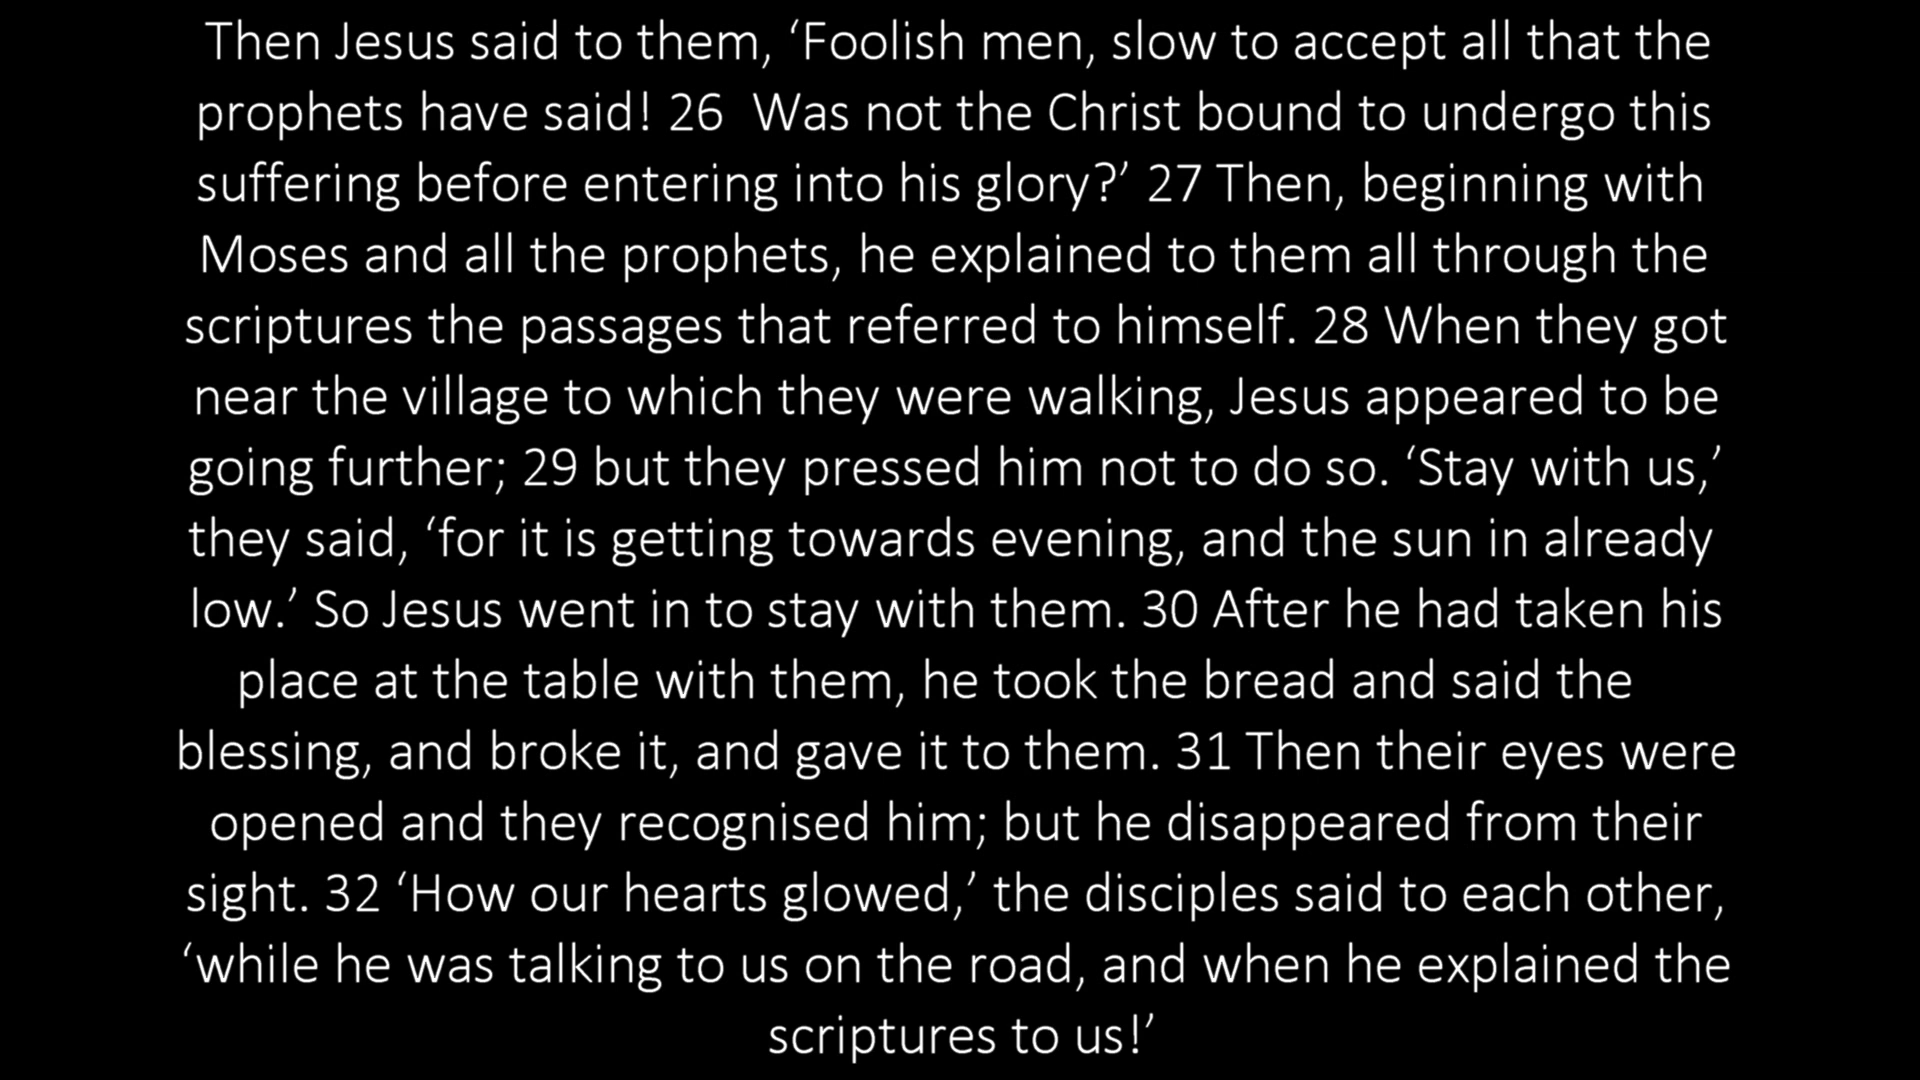 Then Jesus said to them, ‘Foolish men, slow to accept all that the
prophets have said! 26  Was not the Christ bound to undergo this
suffering before entering into his glory?’ 27 Then, beginning with
Moses and all the prophets, he explained to them all through the
scriptures the passages that referred to himself. 28 When they got
near the village to which they were walking, Jesus appeared to be
going further; 29 but they pressed him not to do so. ‘Stay with us,’
they said, ‘for it is getting towards evening, and the sun in already
low.’ So Jesus went in to stay with them. 30 After he had taken his
place at the table with them, he took the bread and said the
blessing, and broke it, and gave it to them. 31 Then their eyes were
opened and they recognised him; but he disappeared from their
sight. 32 ‘How our hearts glowed,’ the disciples said to each other,
‘while he was talking to us on the road, and when he explained the
scriptures to us!’